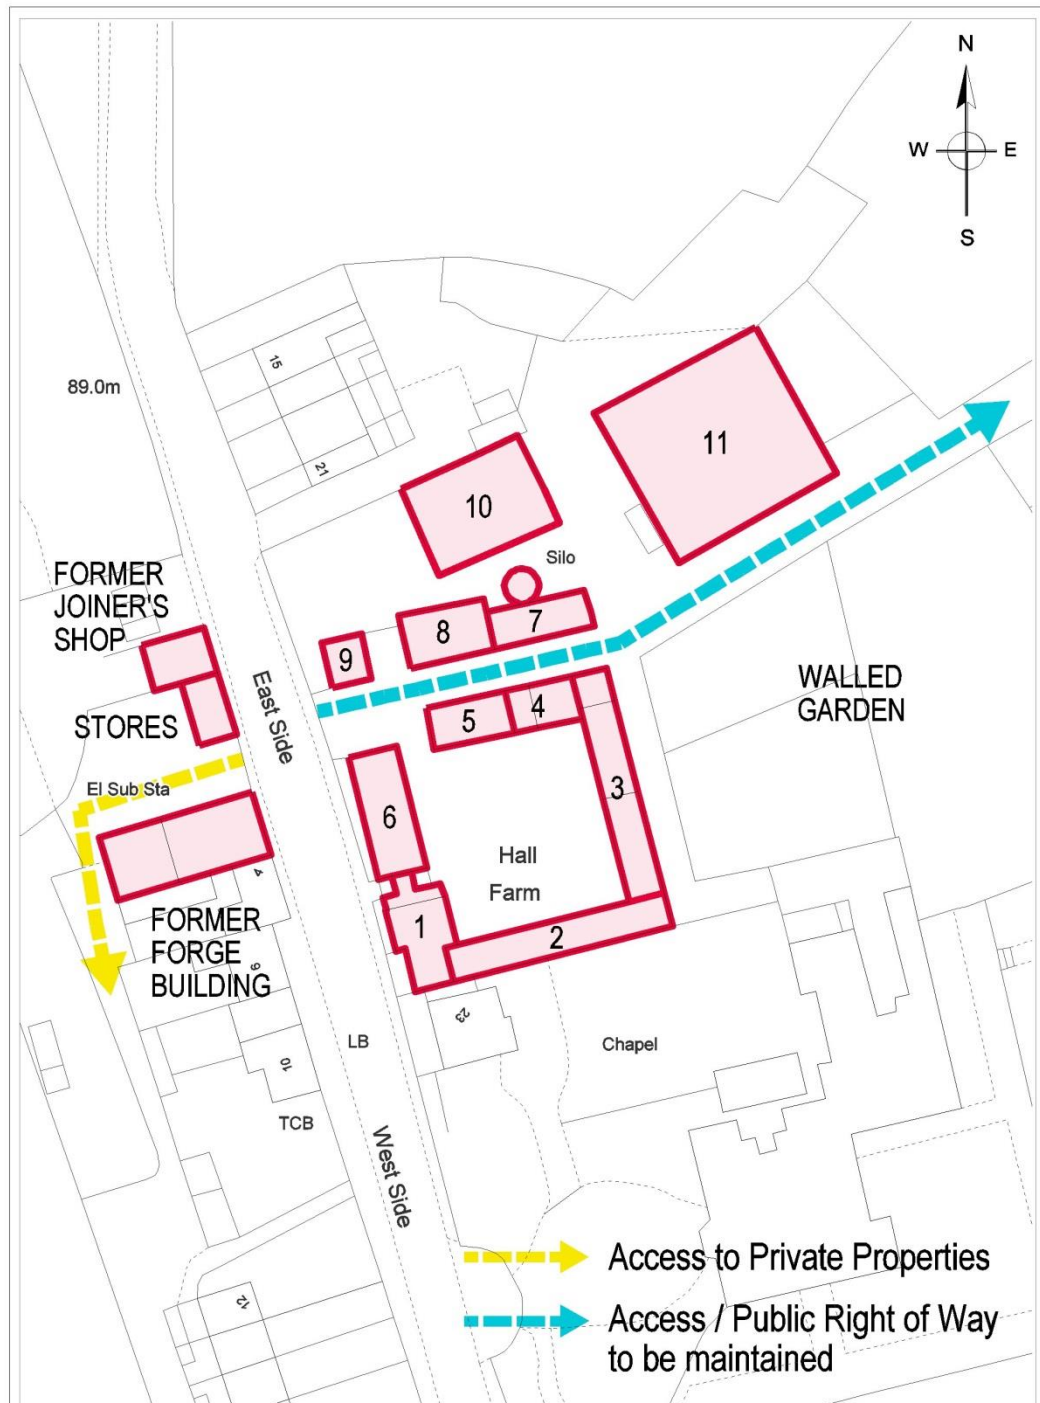 N
W E
S
15
89.0m
21
11
10
Silo
FORMER
JOINER'S
SHOP
7
8
9
WALLED
GARDEN
East Side
4
5
STORES
El Sub Sta
3
6
Hall
Farm
4
1
2
FORMER
FORGE
BUILDING
6
23
LB
Chapel
10
TCB
West Side
Access to Private Properties
12
Access / Public Right of Way
to be maintained